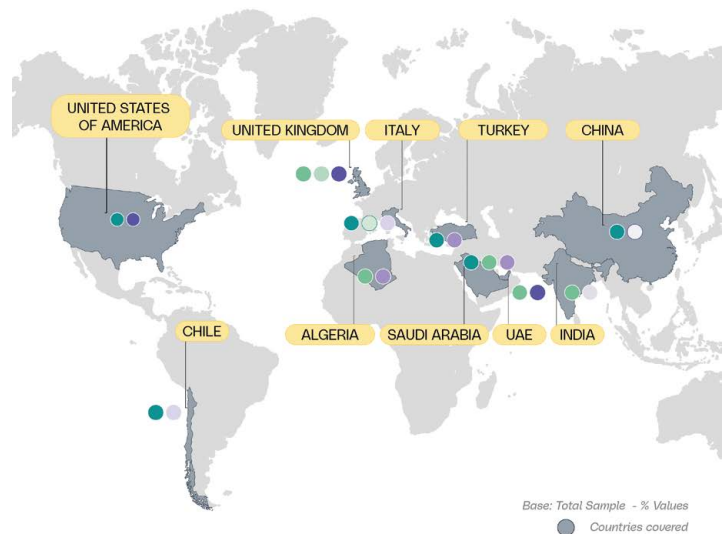 UNITED STATES
OF AMERICA
UNITED KINGDOM
ITALY
TURKEY
CHINA
CHILE
ALGERIA
SAUDI ARABIA
UAE
INDIA
Base: Total Sample - % Values
Countries covered